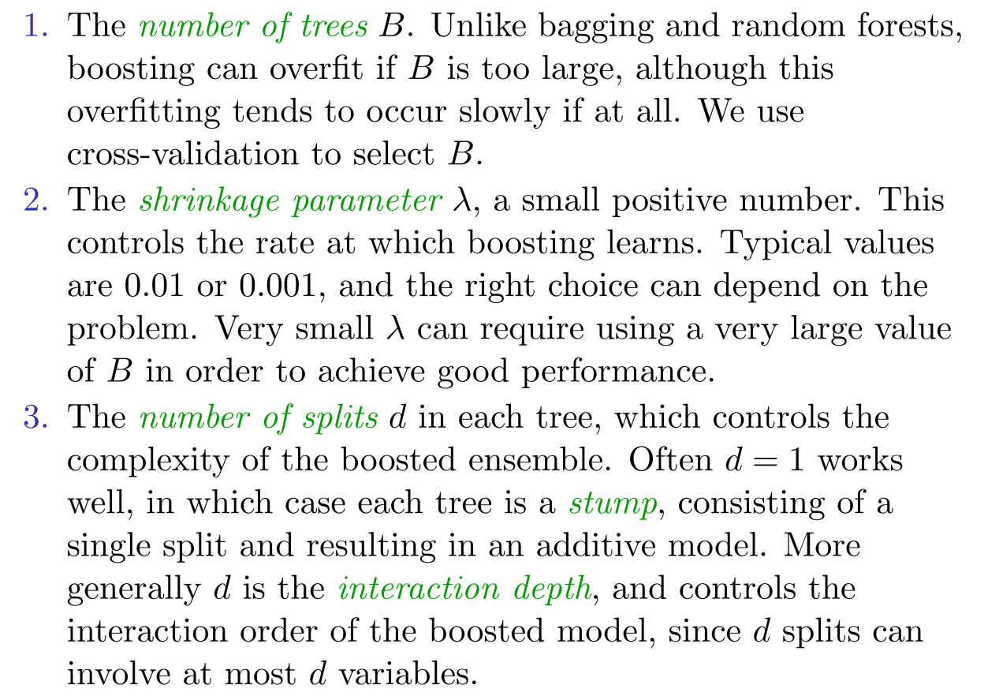 1. The number of trees B. Unlike bagging and random forests,
boosting can overfit if B is too large, although this
overfitting tends to occur slowly if at all. We use
cross-validation to select B.
2. The shrinkage parameter λ, a small positive number. This
controls the rate at which boosting learns. Typical values
are 0.01 or 0.001, and the right choice can depend on the
problem. Very small λ can require using a very large value
of B in order to achieve good performance.
3. The number of splits d in each tree, which controls the
complexity of the boosted ensemble. Often d = 1 works
well, in which case each tree is a stump, consisting of a
single split and resulting in an additive model. More
generally d is the interaction depth, and controls the
interaction order of the boosted model, since d splits can
involve at most d variables.